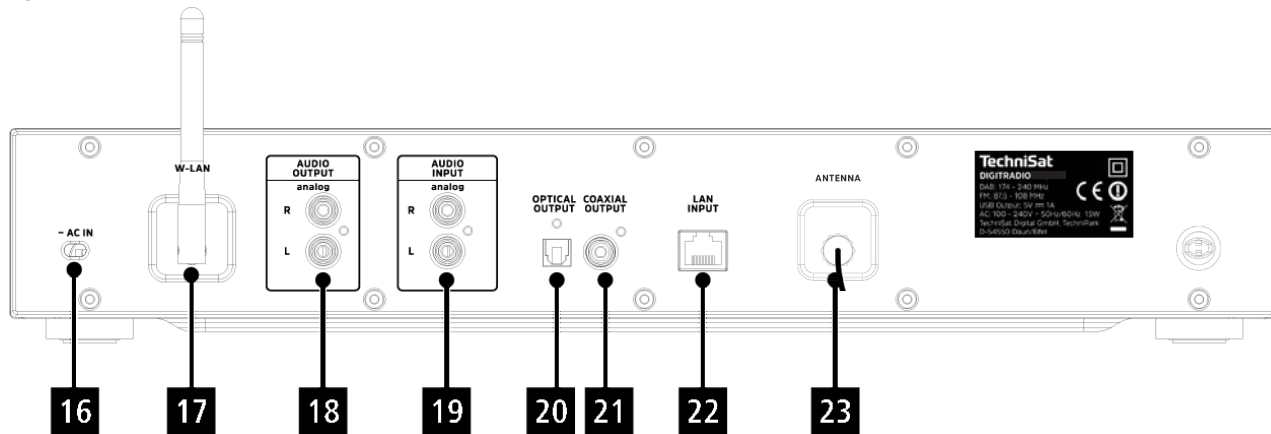 W-LAN
AUDIO
OUTPUT
analog
R
L
AUDIO
INPUT
analog
R
L
OPTICAL
OUTPUT
COAXIAL
OUTPUT
LAN
INPUT
ANTENNA
~ AC IN
TechniSat
DIGITRADIO
DAB: 174 - 240 MHz
FM: 87.5 - 108 MHz
USB Output: 5V ⎓ 1A
AC: 100 - 240V ~ 50Hz/60Hz 15W
TechniSat Digital GmbH, TechniPark
D-54550 Daun/Eifel
CE
16
17
18
19
20
21
22
23